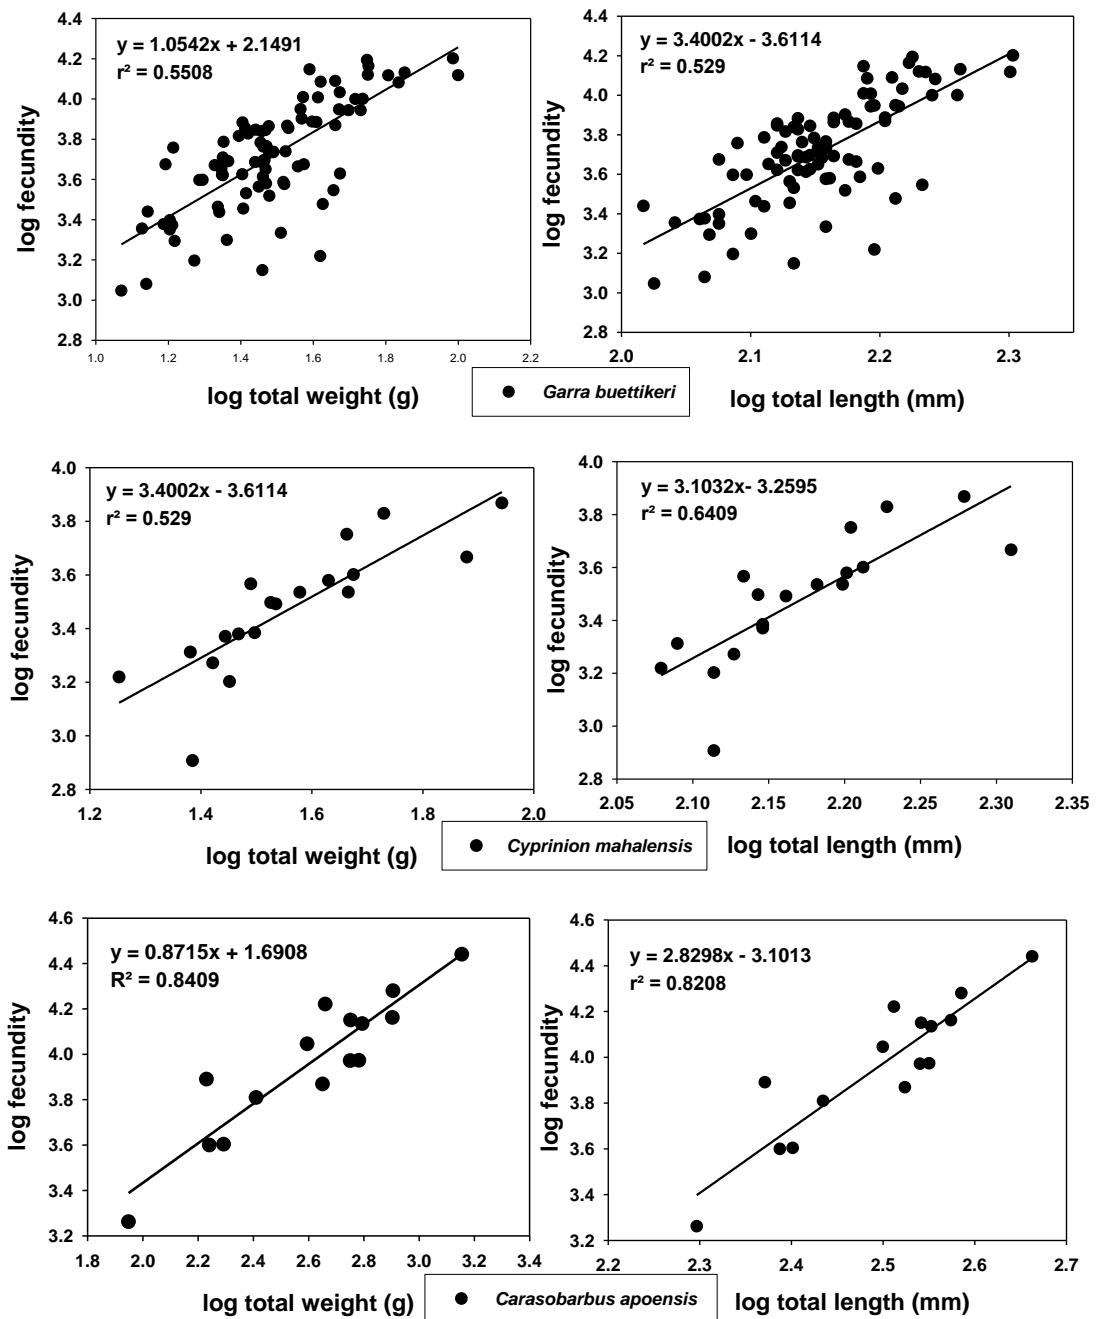 y = 1.0542x + 2.1491
r² = 0.5508
log fecundity
4.4
4.2
4.0
3.8
3.6
3.4
3.2
3.0
2.8
1.0 1.2 1.4 1.6 1.8 2.0 2.2
log total weight (g)
y = 3.4002x - 3.6114
r² = 0.529
log fecundity
4.4
4.2
4.0
3.8
3.6
3.4
3.2
3.0
2.8
2.0 2.1 2.2 2.3
log total length (mm)
Garra buettikeri
y = 3.4002x - 3.6114
r² = 0.529
log fecundity
4.0
3.8
3.6
3.4
3.2
3.0
2.8
1.2 1.4 1.6 1.8 2.0
log total weight (g)
y = 3.1032x- 3.2595
r² = 0.6409
log fecundity
4.0
3.8
3.6
3.4
3.2
3.0
2.8
2.05 2.10 2.15 2.20 2.25 2.30 2.35
log total length (mm)
Cyprinion mahalensis
y = 0.8715x + 1.6908
R² = 0.8409
log fecundity
4.6
4.4
4.2
4.0
3.8
3.6
3.4
3.2
1.8 2.0 2.2 2.4 2.6 2.8 3.0 3.2 3.4
log total weight (g)
y = 2.8298x - 3.1013
r² = 0.8208
log fecundity
4.6
4.4
4.2
4.0
3.8
3.6
3.4
3.2
2.2 2.3 2.4 2.5 2.6 2.7
log total length (mm)
Carasobarbus apoensis